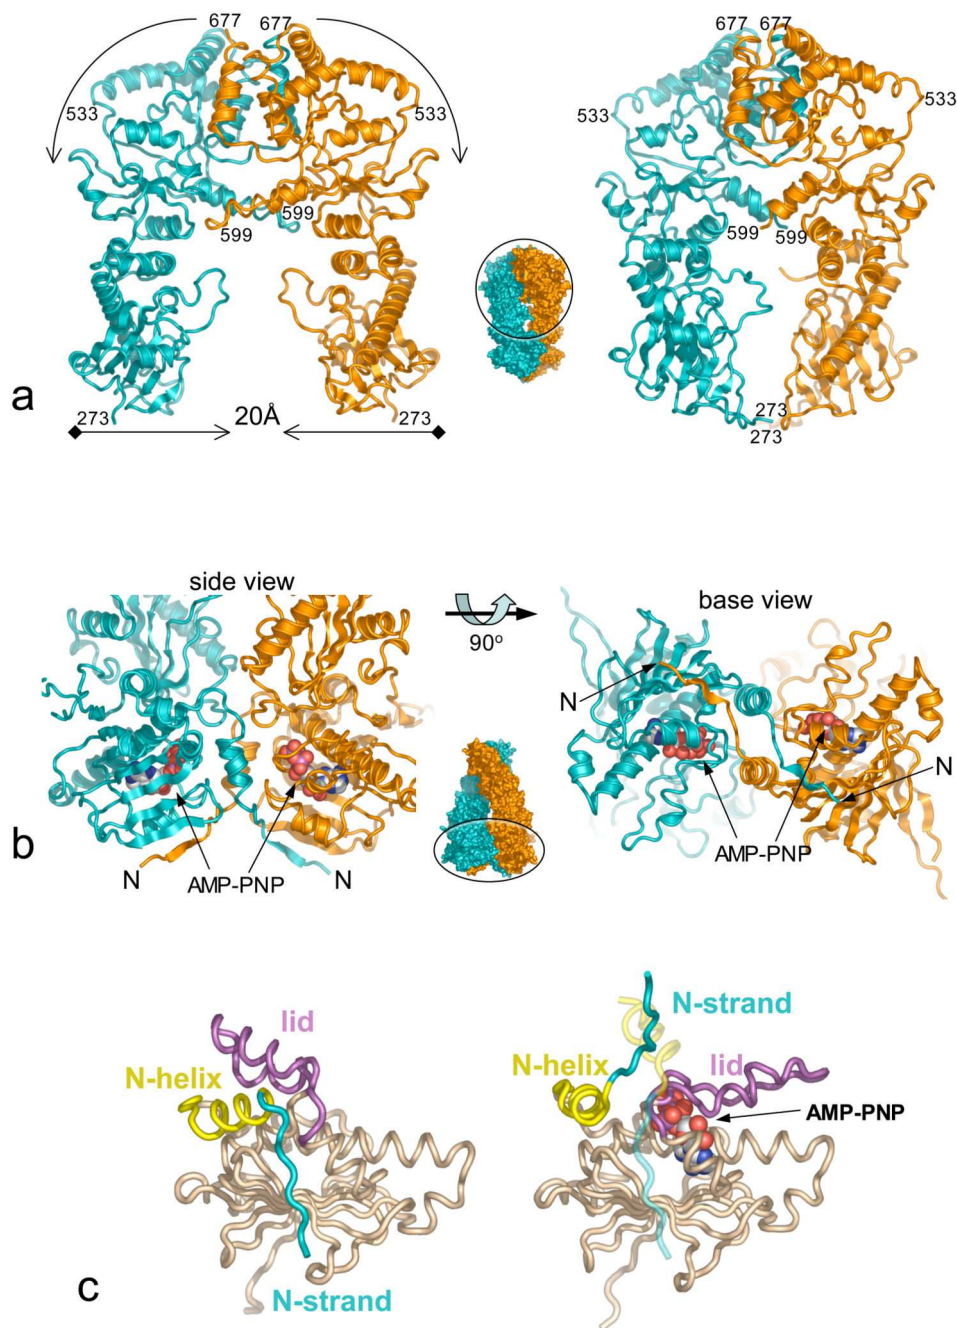 677 677
533
533
599
599
273
273
20Å
a
677 677
533
533
599 599
273
273
side view
90°
base view
N
AMP-PNP
N
b
N
N
AMP-PNP
lid
N-helix
N-strand
c
N-strand
N-helix
lid
AMP-PNP